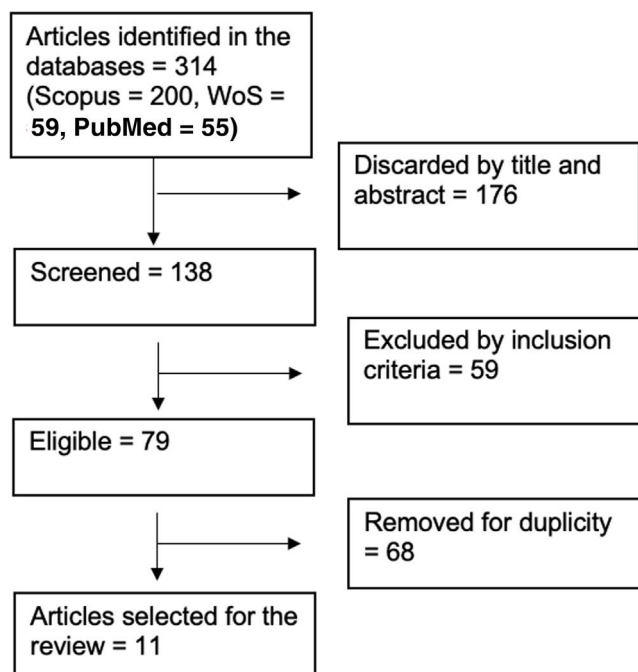 Articles identified in the
databases = 314
(Scopus = 200, WoS =
59, PubMed = 55)
Discarded by title and
abstract = 176
Screened = 138
Excluded by inclusion
criteria = 59
Eligible = 79
Removed for duplicity
= 68
Articles selected for the
review = 11